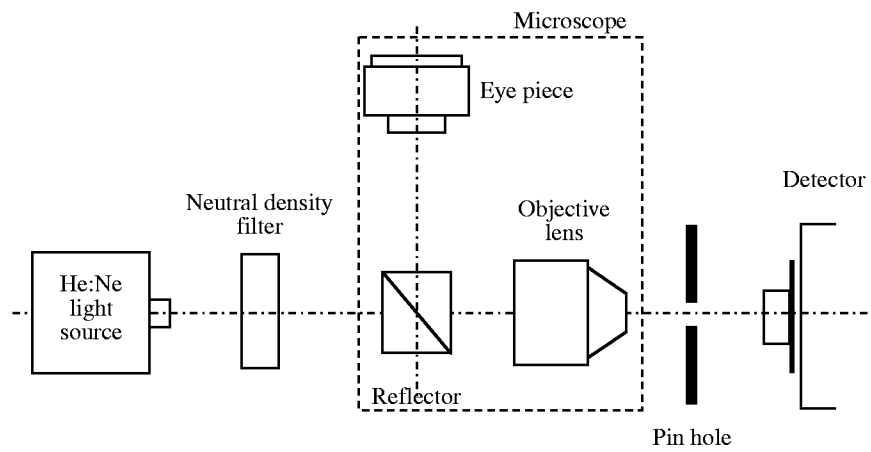 Microscope
Eye piece
Neutral density
filter
Objective
lens
Detector
He:Ne
light
source
Reflector
Pin hole